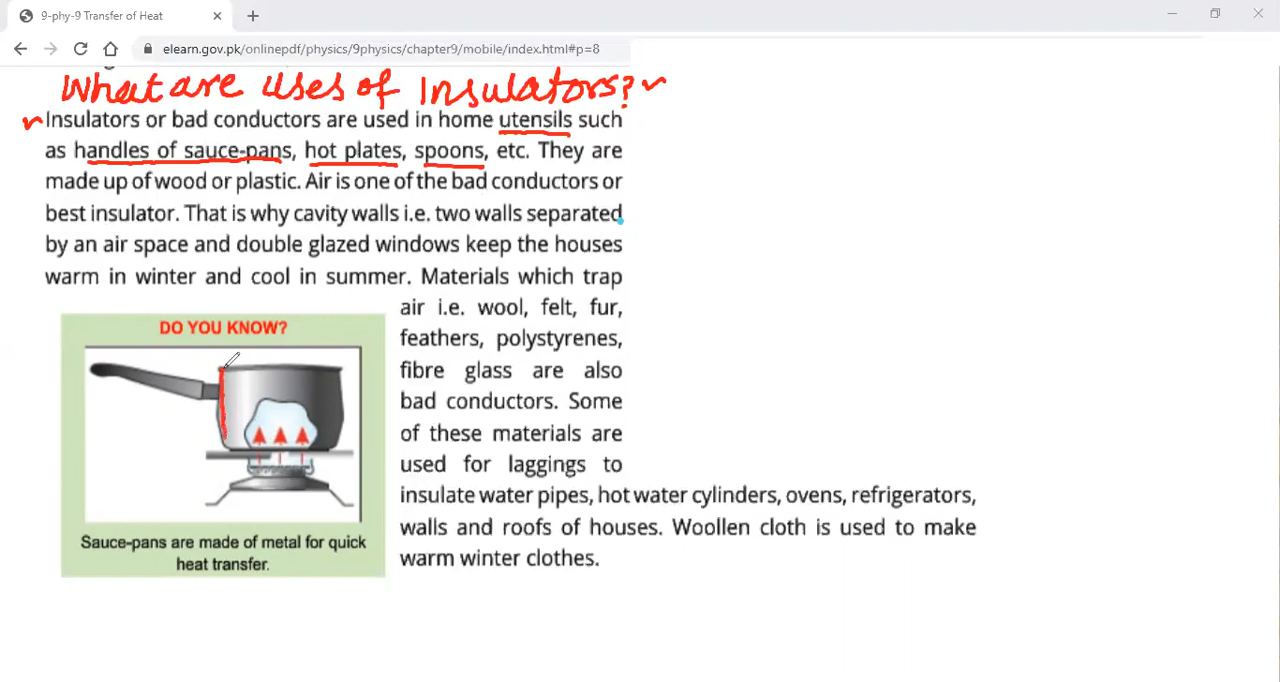 9-phy-9 Transfer of Heat
elearn.gov.pk/onlinepdf/physics/9physics/chapter9/mobile/index.html#p=8
What are uses of Insulators?
Insulators or bad conductors are used in home utensils such
as handles of sauce-pans, hot plates, spoons, etc. They are
made up of wood or plastic. Air is one of the bad conductors or
best insulator. That is why cavity walls i.e. two walls separated
by an air space and double glazed windows keep the houses
warm in winter and cool in summer. Materials which trap
air i.e. wool, felt, fur,
feathers, polystyrenes,
fibre glass are also
bad conductors. Some
of these materials are
used for laggings to
insulate water pipes, hot water cylinders, ovens, refrigerators,
walls and roofs of houses. Woollen cloth is used to make
warm winter clothes.
DO YOU KNOW?
Sauce-pans are made of metal for quick
heat transfer.